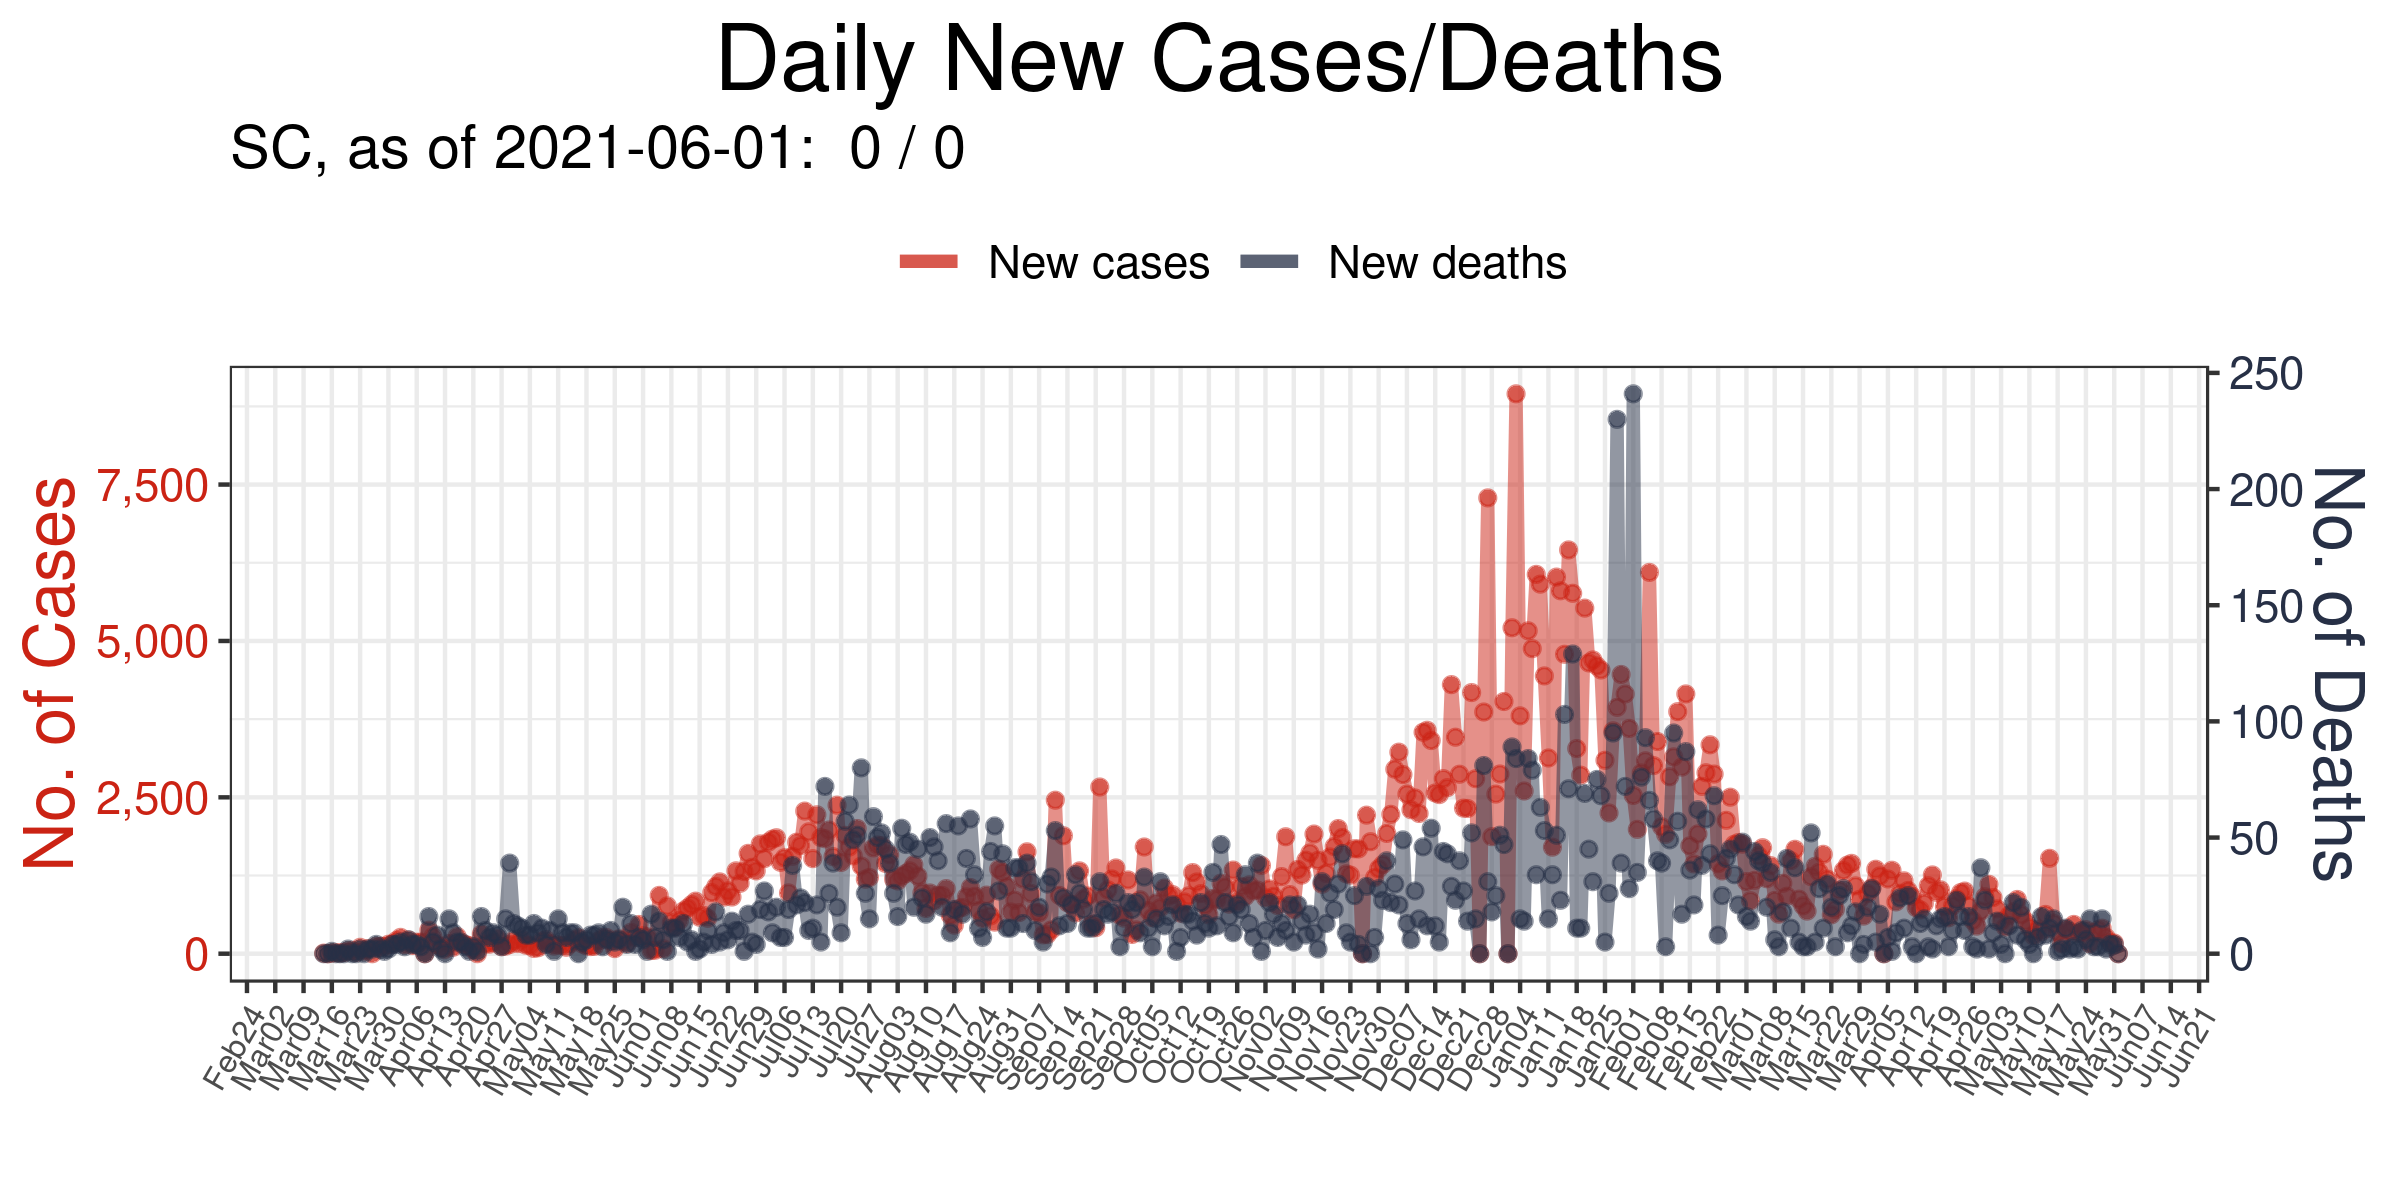 Daily New Cases/Deaths
SC, as of 2021-06-01:  0 / 0
New cases New deaths
No. of Cases
7,500
5,000
2,500
0
250
200
150
100
50
0
No. of Deaths
Feb24 Mar02 Mar09 Mar16 Mar23 Mar30 Apr06 Apr13 Apr20 Apr27 May04 May11 May18 May25 Jun01 Jun08 Jun15 Jun22 Jun29 Jul06 Jul13 Jul20 Jul27 Aug03 Aug10 Aug17 Aug24 Aug31 Sep07 Sep14 Sep21 Sep28 Oct05 Oct12 Oct19 Oct26 Nov02 Nov09 Nov16 Nov23 Nov30 Dec07 Dec14 Dec21 Dec28 Jan04 Jan11 Jan18 Jan25 Feb01 Feb08 Feb15 Feb22 Mar01 Mar08 Mar15 Mar22 Mar29 Apr05 Apr12 Apr19 Apr26 May03 May10 May17 May24 May31 Jun07 Jun14 Jun21